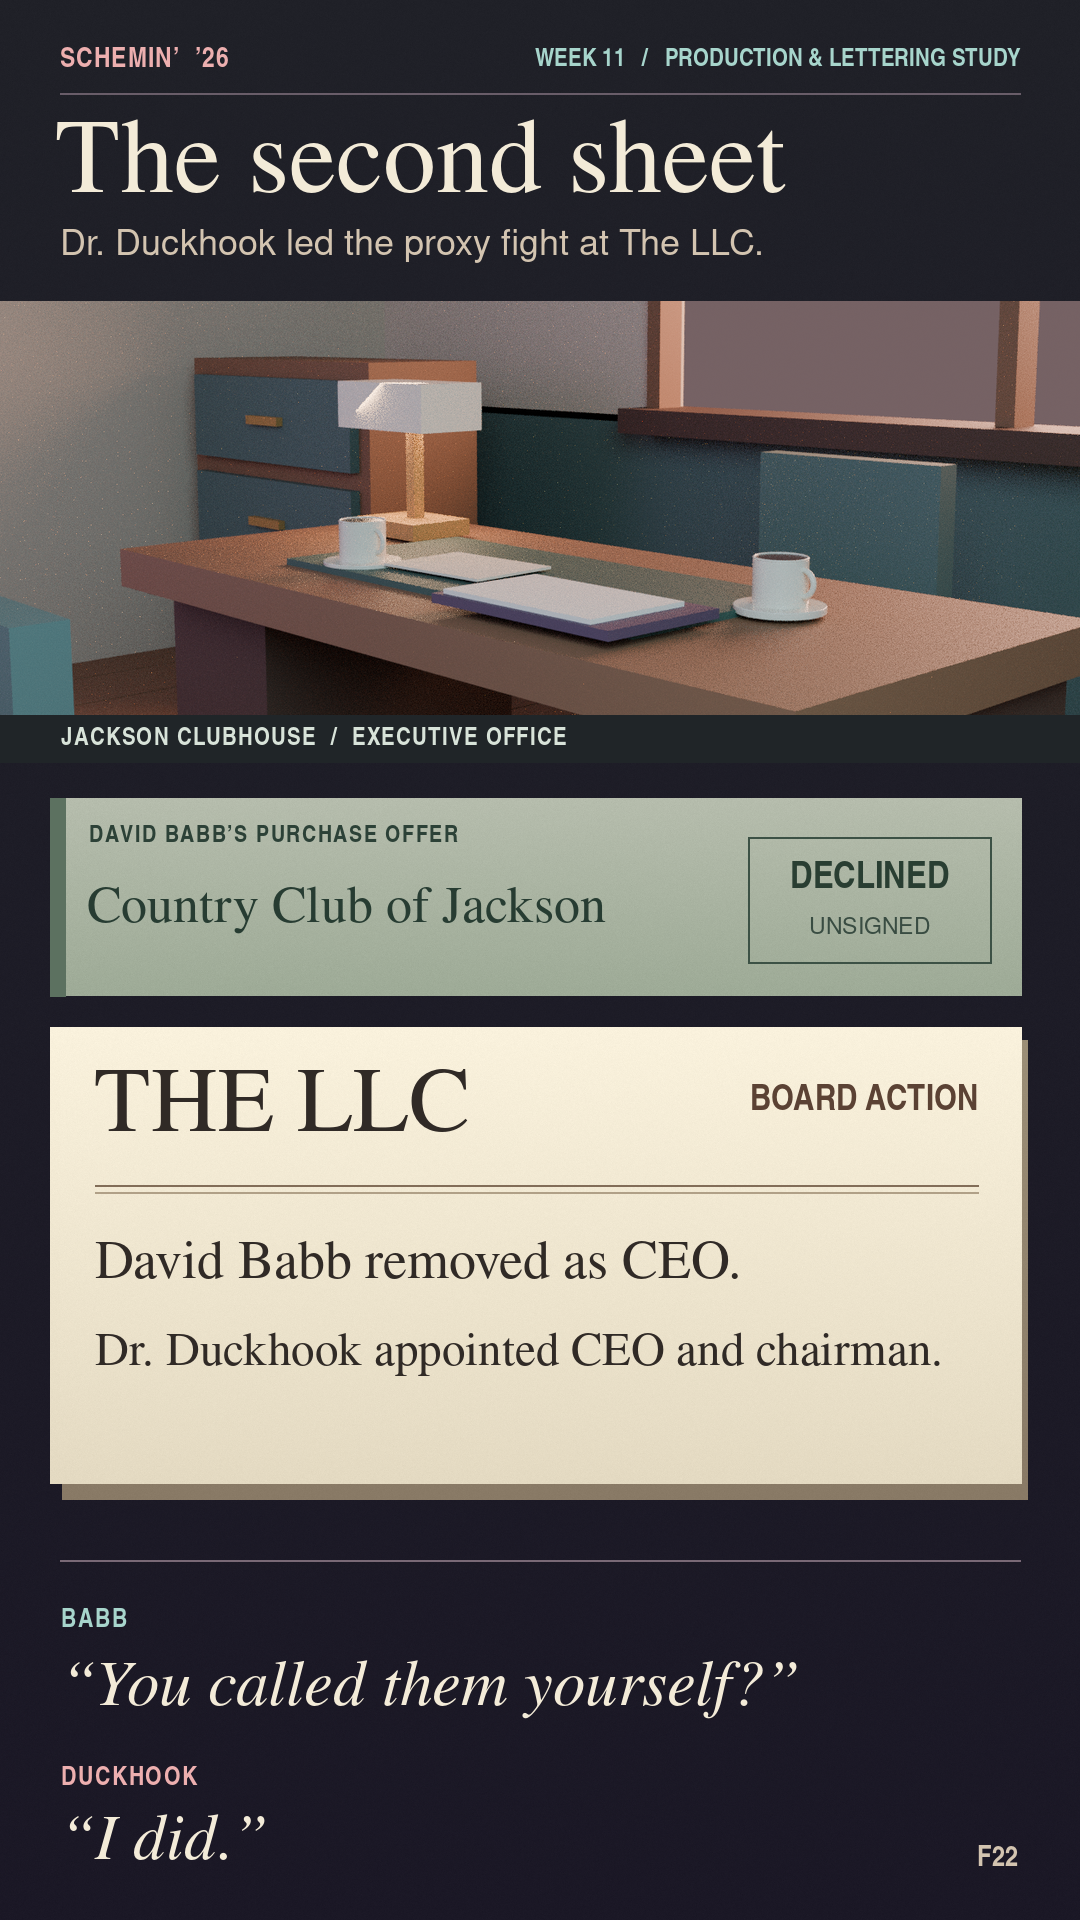 SCHEMIN’ ’26
WEEK 11 / PRODUCTION & LETTERING STUDY
The second sheet
Dr. Duckhook led the proxy fight at The LLC.
JACKSON CLUBHOUSE / EXECUTIVE OFFICE
DAVID BABB’S PURCHASE OFFER
Country Club of Jackson
DECLINED
UNSIGNED
THE LLC
BOARD ACTION
David Babb removed as CEO.
Dr. Duckhook appointed CEO and chairman.
BABB
“You called them yourself?”
DUCKHOOK
“I did.”
F22